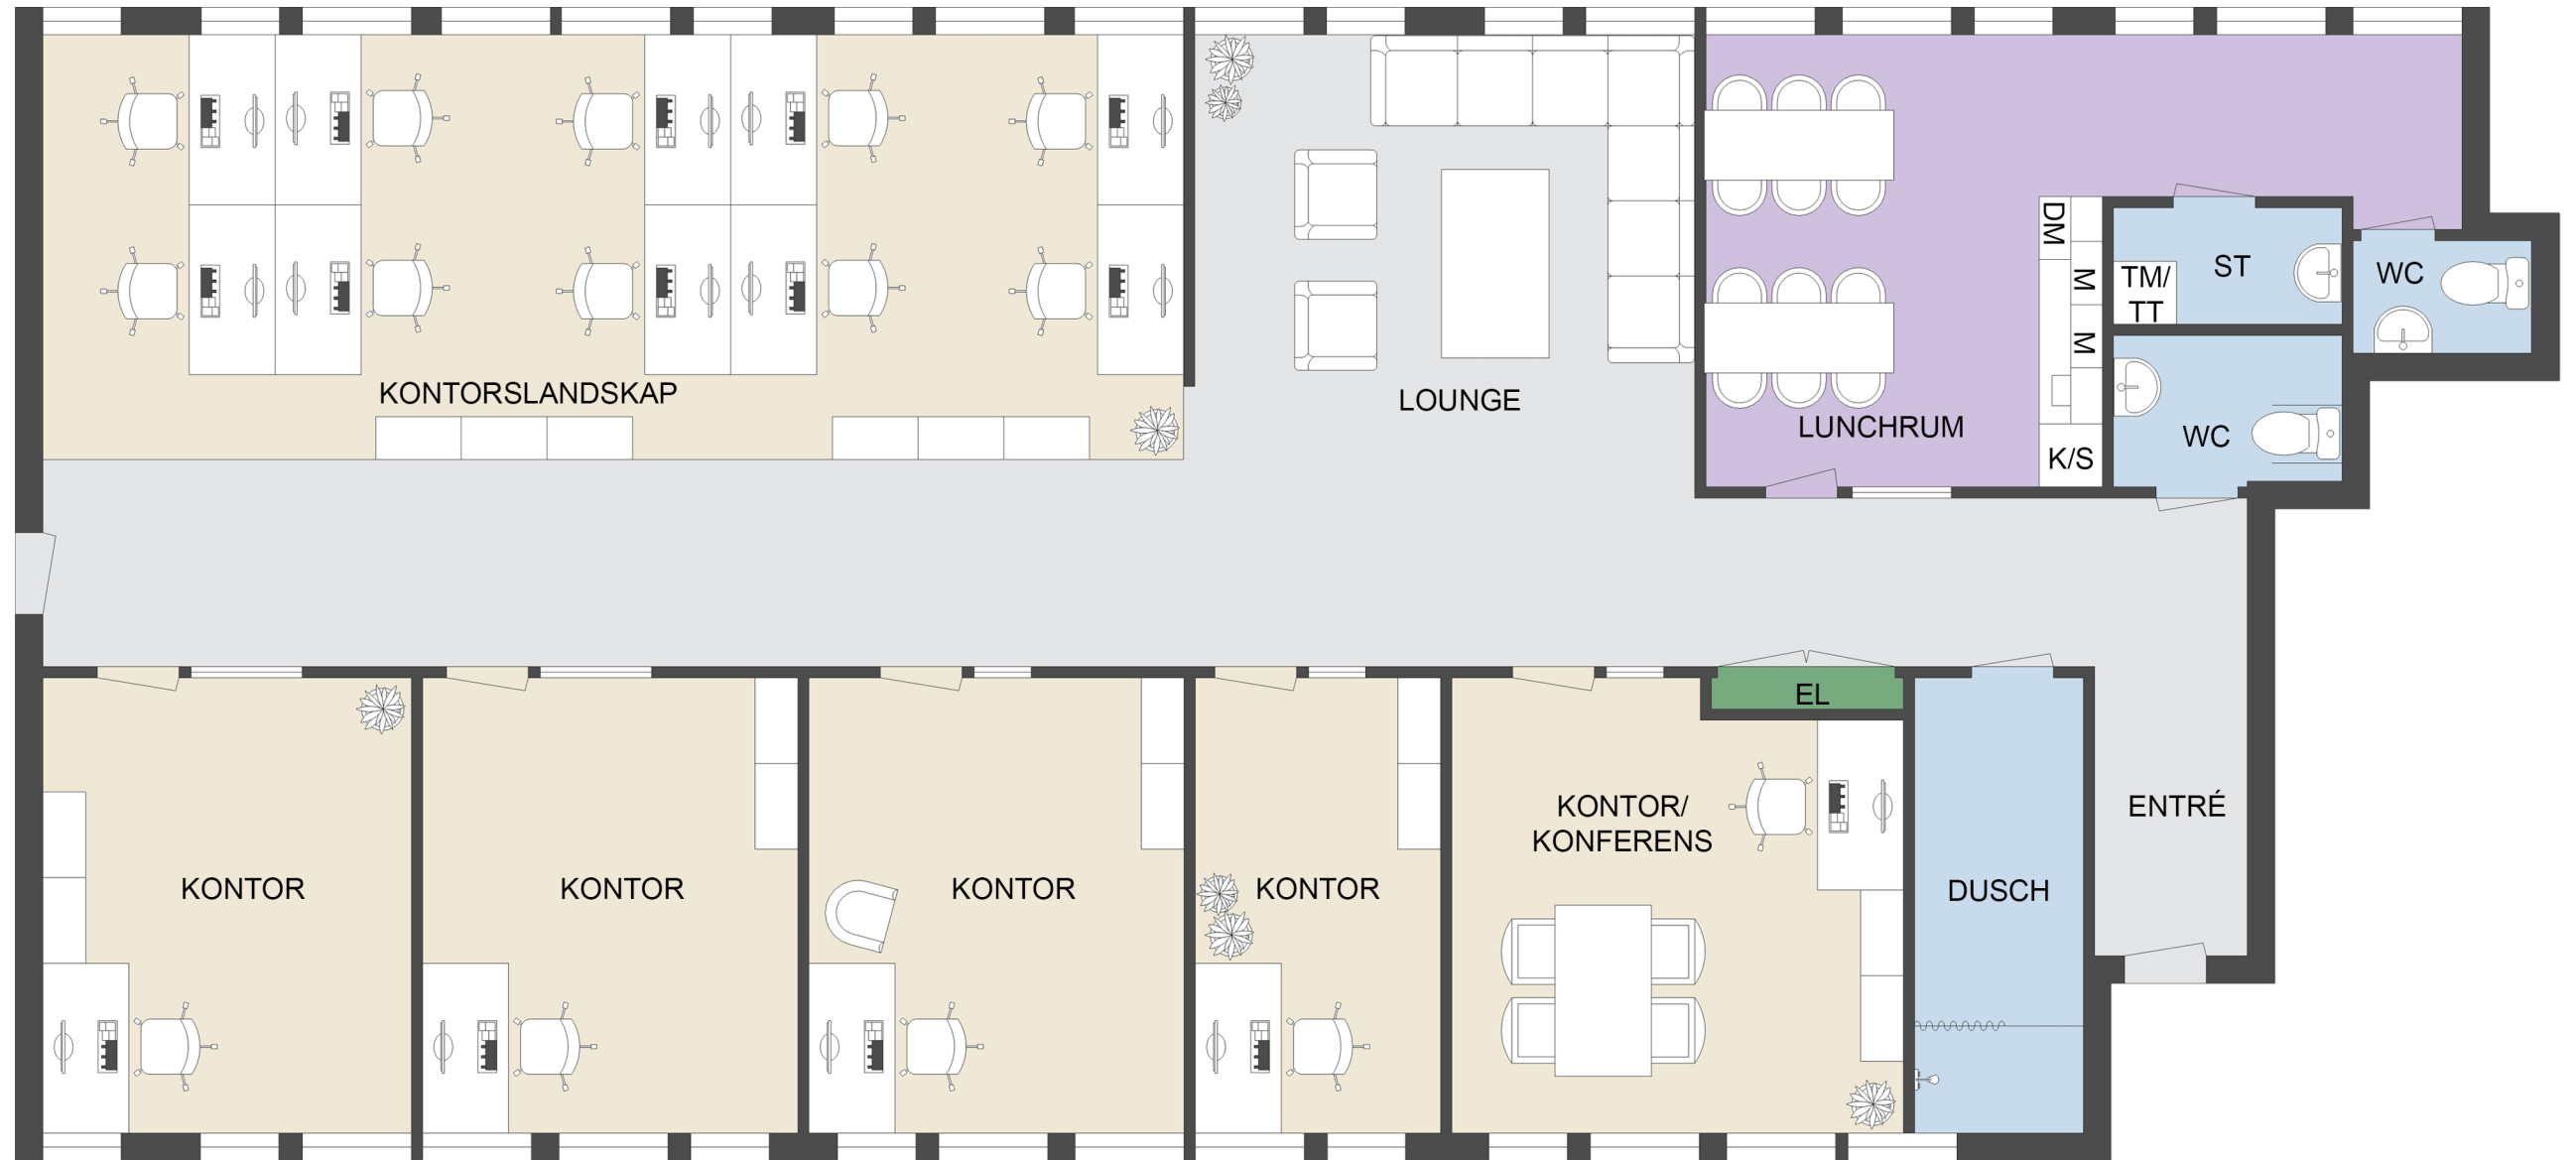 KONTORSLANDSKAP
LOUNGE
LUNCHRUM
DM
M
M
K/S
TM/
TT
ST
WC
WC
EL
KONTOR
KONTOR
KONTOR
KONTOR
KONTOR/
KONFERENS
DUSCH
ENTRÉ